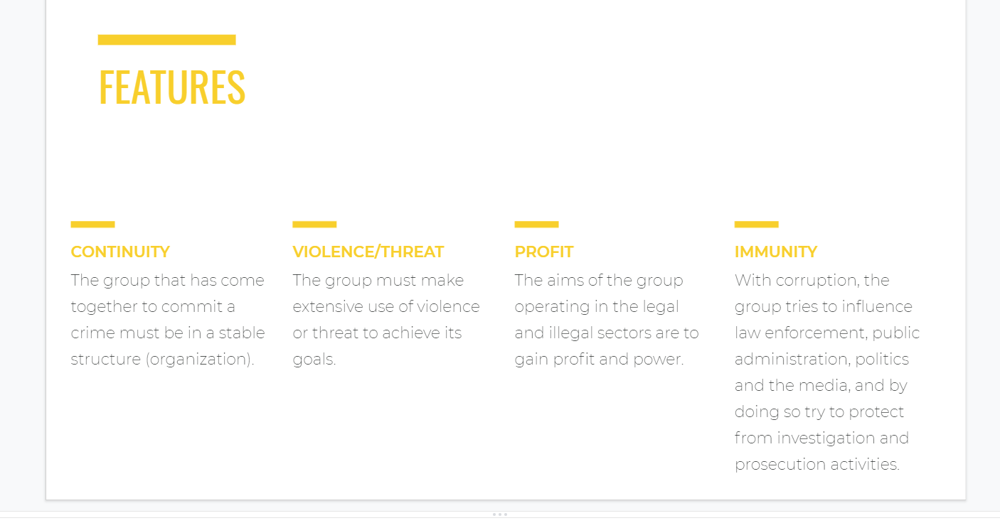 FEATURES
CONTINUITY
The group that has come
together to commit a
crime must be in a stable
structure (organization).
VIOLENCE/THREAT
The group must make
extensive use of violence
or threat to achieve its
goals.
PROFIT
The aims of the group
operating in the legal
and illegal sectors are to
gain profit and power.
IMMUNITY
With corruption, the
group tries to influence
law enforcement, public
administration, politics
and the media, and by
doing so try to protect
from investigation and
prosecution activities.